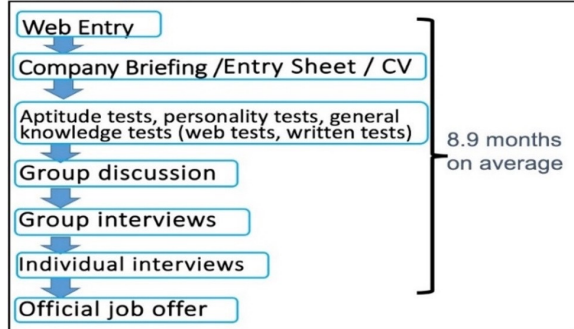 Web Entry
Company Briefing /Entry Sheet / CV
Aptitude tests, personality tests, general
knowledge tests (web tests, written tests)
Group discussion
Group interviews
Individual interviews
Official job offer
8.9 months
on average